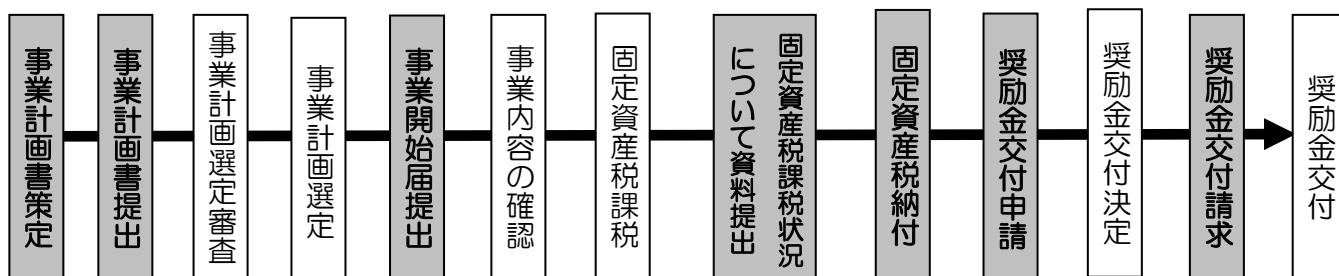 事業計画書策定
事業計画書提出
事業計画選定審査
事業計画選定
事業開始届提出
事業内容の確認
固定資産税課税
固定資産税課税状況
について資料提出
固定資産税納付
奨励金交付申請
奨励金交付決定
奨励金交付請求
奨励金交付